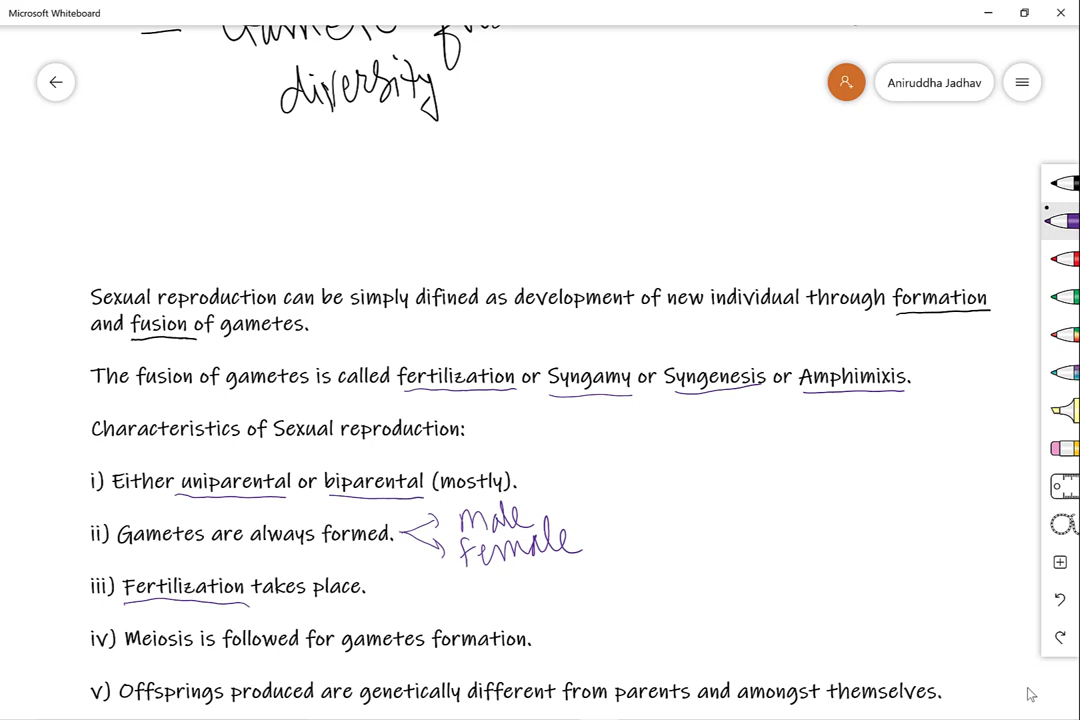 Microsoft Whiteboard
diversity
Aniruddha Jadhav
Sexual reproduction can be simply difined as development of new individual through formation
and fusion of gametes.
The fusion of gametes is called fertilization or Syngamy or Syngenesis or Amphimixis.
Characteristics of Sexual reproduction:
i) Either uniparental or biparental (mostly).
ii) Gametes are always formed. male
female
iii) Fertilization takes place.
iv) Meiosis is followed for gametes formation.
v) Offsprings produced are genetically different from parents and amongst themselves.